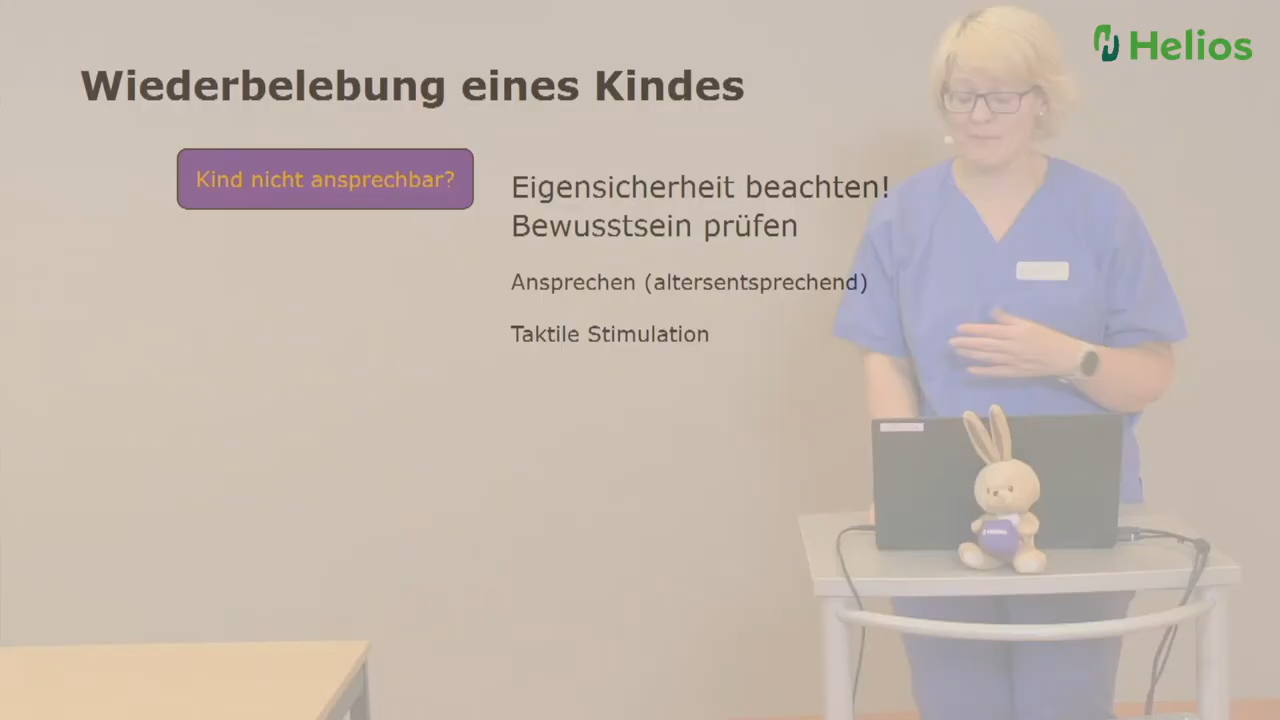 Helios
Wiederbelebung eines Kindes
Kind nicht ansprechbar?
Eigensicherheit beachten!
Bewusstsein prüfen
Ansprechen (altersentsprechend)
Taktile Stimulation